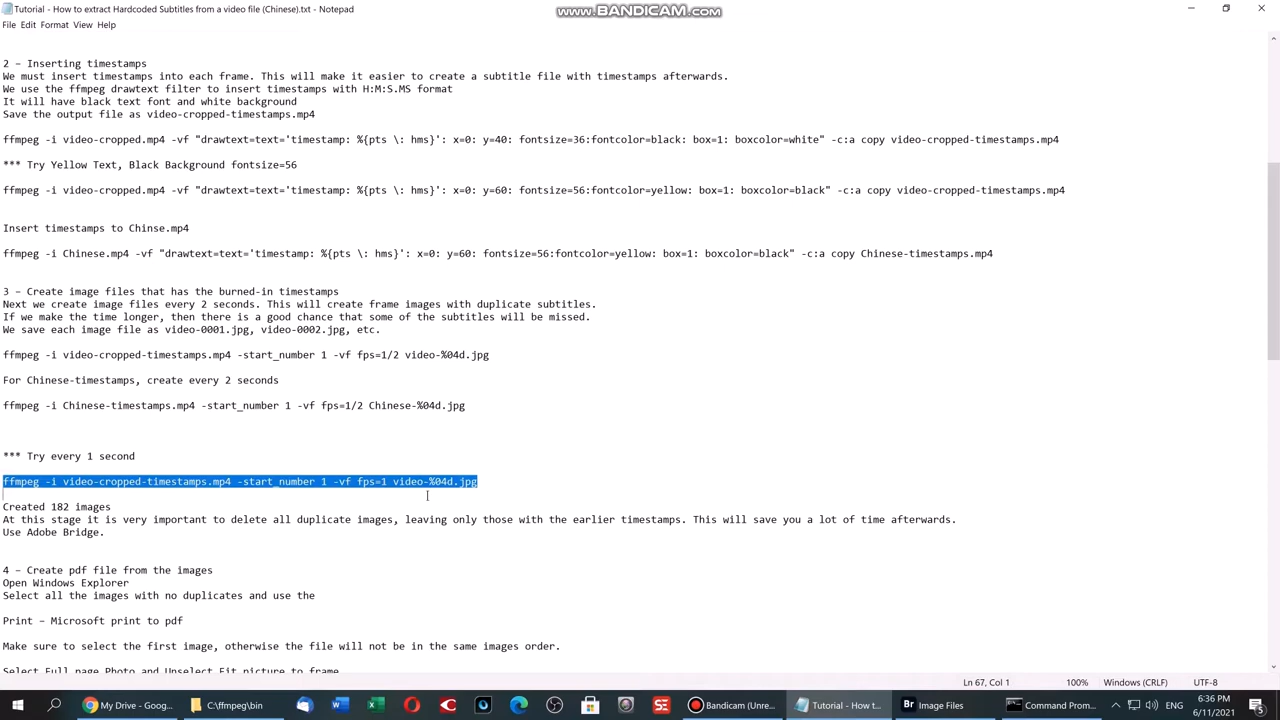 Tutorial - How to extract Hardcoded Subtitles from a video file (Chinese).txt - Notepad
www.BANDICAM.com
File Edit Format View Help
2 – Inserting timestamps
We must insert timestamps into each frame. This will make it easier to create a subtitle file with timestamps afterwards.
We use the ffmpeg drawtext filter to insert timestamps with H:M:S.MS format
It will have black text font and white background
Save the output file as video-cropped-timestamps.mp4
ffmpeg -i video-cropped.mp4 -vf "drawtext=text='timestamp: %{pts \: hms}': x=0: y=40: fontsize=36:fontcolor=black: box=1: boxcolor=white" -c:a copy video-cropped-timestamps.mp4
*** Try Yellow Text, Black Background fontsize=56
ffmpeg -i video-cropped.mp4 -vf "drawtext=text='timestamp: %{pts \: hms}': x=0: y=60: fontsize=56:fontcolor=yellow: box=1: boxcolor=black" -c:a copy video-cropped-timestamps.mp4
Insert timestamps to Chinse.mp4
ffmpeg -i Chinese.mp4 -vf "drawtext=text='timestamp: %{pts \: hms}': x=0: y=60: fontsize=56:fontcolor=yellow: box=1: boxcolor=black" -c:a copy Chinese-timestamps.mp4
3 – Create image files that has the burned-in timestamps
Next we create image files every 2 seconds. This will create frame images with duplicate subtitles.
If we make the time longer, then there is a good chance that some of the subtitles will be missed.
We save each image file as video-0001.jpg, video-0002.jpg, etc.
ffmpeg -i video-cropped-timestamps.mp4 -start_number 1 -vf fps=1/2 video-%04d.jpg
For Chinese-timestamps, create every 2 seconds
ffmpeg -i Chinese-timestamps.mp4 -start_number 1 -vf fps=1/2 Chinese-%04d.jpg
*** Try every 1 second
ffmpeg -i video-cropped-timestamps.mp4 -start_number 1 -vf fps=1 video-%04d.jpg
Created 182 images
At this stage it is very important to delete all duplicate images, leaving only those with the earlier timestamps. This will save you a lot of time afterwards.
Use Adobe Bridge.
4 – Create pdf file from the images
Open Windows Explorer
Select all the images with no duplicates and use the
Print – Microsoft print to pdf
Make sure to select the first image, otherwise the file will not be in the same images order.
Select Full page Photo and Unselect Fit picture to frame
Ln 67, Col 1 100% Windows (CRLF) UTF-8
My Drive - Goog... C:\ffmpeg\bin Bandicam (Unre... Tutorial - How t... Image Files Command Prom... ENG 6:36 PM
6/11/2021 5